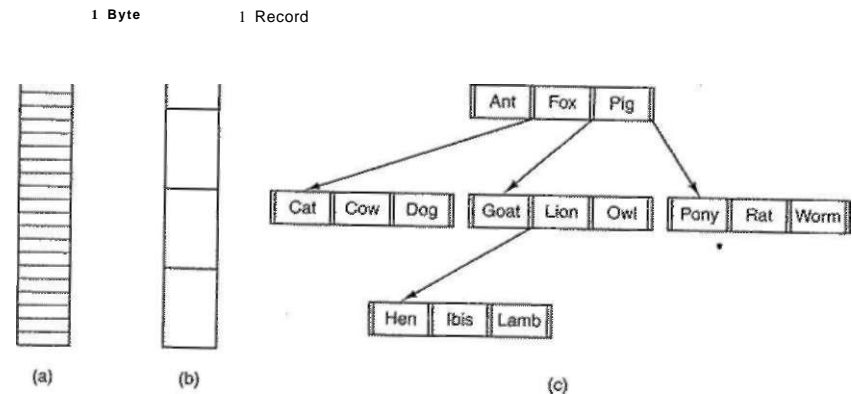 1 Byte 1 Record
Ant Fox Pig
Cat Cow Dog Goat Lion Owl Pony Rat Worm
Hen Ibis Lamb
(a) (b) (c)